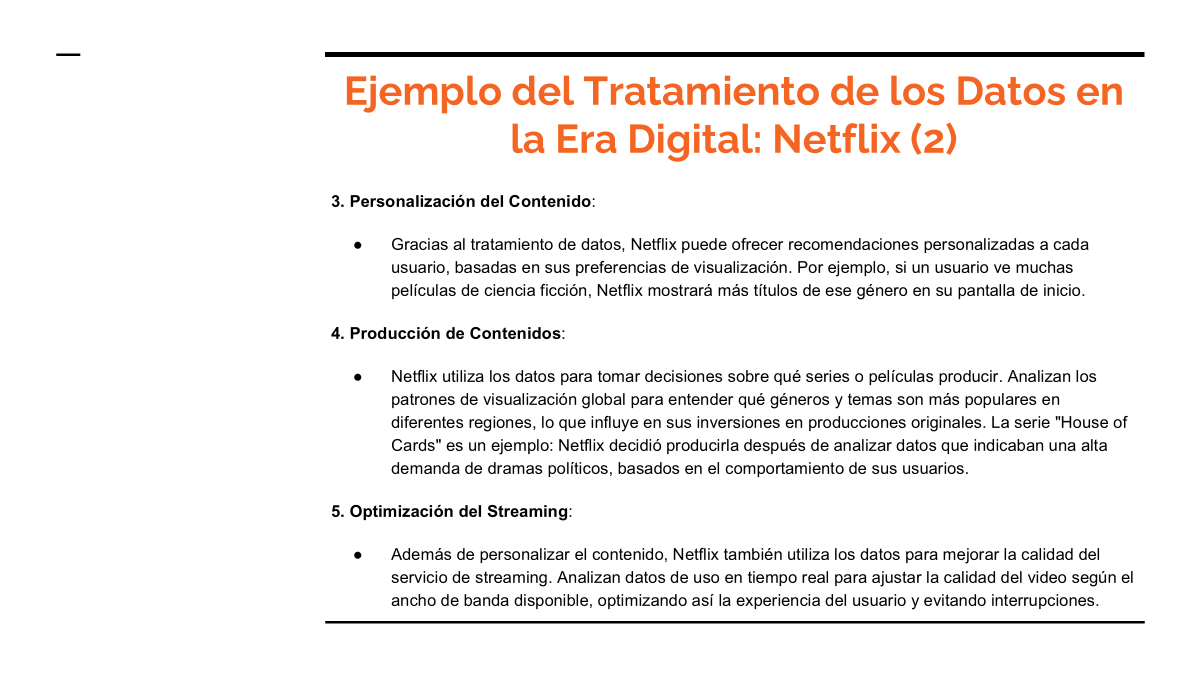 Ejemplo del Tratamiento de los Datos en
la Era Digital: Netflix (2)
3. Personalización del Contenido:
● Gracias al tratamiento de datos, Netflix puede ofrecer recomendaciones personalizadas a cada
usuario, basadas en sus preferencias de visualización. Por ejemplo, si un usuario ve muchas
películas de ciencia ficción, Netflix mostrará más títulos de ese género en su pantalla de inicio.
4. Producción de Contenidos:
● Netflix utiliza los datos para tomar decisiones sobre qué series o películas producir. Analizan los
patrones de visualización global para entender qué géneros y temas son más populares en
diferentes regiones, lo que influye en sus inversiones en producciones originales. La serie "House of
Cards" es un ejemplo: Netflix decidió producirla después de analizar datos que indicaban una alta
demanda de dramas políticos, basados en el comportamiento de sus usuarios.
5. Optimización del Streaming:
● Además de personalizar el contenido, Netflix también utiliza los datos para mejorar la calidad del
servicio de streaming. Analizan datos de uso en tiempo real para ajustar la calidad del video según el
ancho de banda disponible, optimizando así la experiencia del usuario y evitando interrupciones.